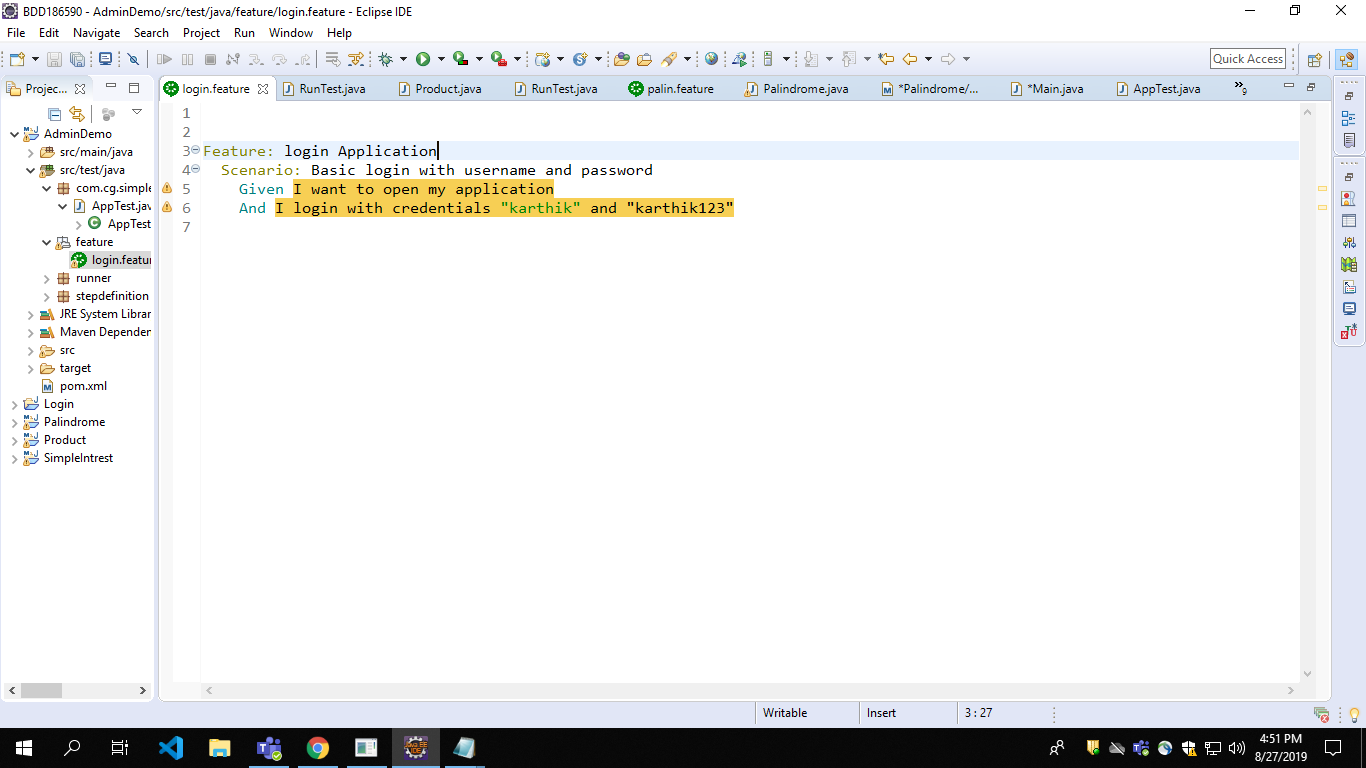 BDD186590 - AdminDemo/src/test/java/feature/login.feature - Eclipse IDE
File Edit Navigate Search Project Run Window Help
Quick Access
Projec...
login.feature RunTest.java Product.java RunTest.java palin.feature Palindrome.java *Palindrome/... *Main.java AppTest.java »9
AdminDemo
src/main/java
src/test/java
com.cg.simple
AppTest.jav
AppTest
feature
login.featur
runner
stepdefinition
JRE System Librar
Maven Dependen
src
target
pom.xml
Login
Palindrome
Product
SimpleIntrest
1
2
3 Feature: login Application
4 Scenario: Basic login with username and password
5 Given I want to open my application
6 And I login with credentials "karthik" and "karthik123"
7
Writable Insert 3 : 27
4:51 PM
8/27/2019